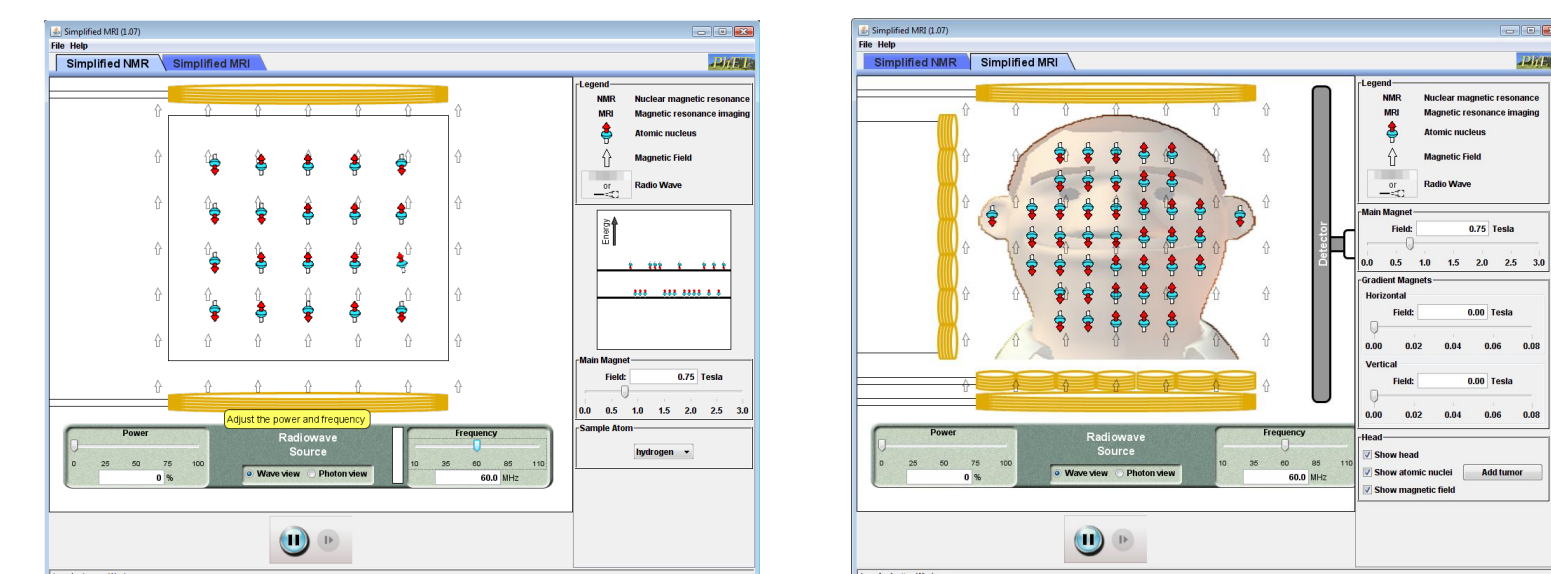 Simplified MRI (1.07)
File Help
Simplified NMR Simplified MRI
PhET
Legend
NMR Nuclear magnetic resonance
MRI Magnetic resonance imaging
Atomic nucleus
Magnetic Field
or Radio Wave
Energy
Main Magnet
Field: 0.75 Tesla
0.0 0.5 1.0 1.5 2.0 2.5 3.0
Sample Atom
hydrogen
Adjust the power and frequency
Power
0 25 50 75 100
0 %
Radiowave
Source
Wave view Photon view
Frequency
10 35 60 85 110
60.0 MHz
Simplified MRI (1.07)
File Help
Simplified NMR Simplified MRI
Legend
NMR Nuclear magnetic resonance
MRI Magnetic resonance imaging
Atomic nucleus
Magnetic Field
or Radio Wave
Detector
Main Magnet
Field: 0.75 Tesla
0.0 0.5 1.0 1.5 2.0 2.5 3.0
Gradient Magnets
Horizontal
Field: 0.00 Tesla
0.00 0.02 0.04 0.06 0.08
Vertical
Field: 0.00 Tesla
0.00 0.02 0.04 0.06 0.08
Head
Show head
Show atomic nuclei Add tumor
Show magnetic field
Power
0 25 50 75 100
0 %
Radiowave
Source
Wave view Photon view
Frequency
10 35 60 85 110
60.0 MHz